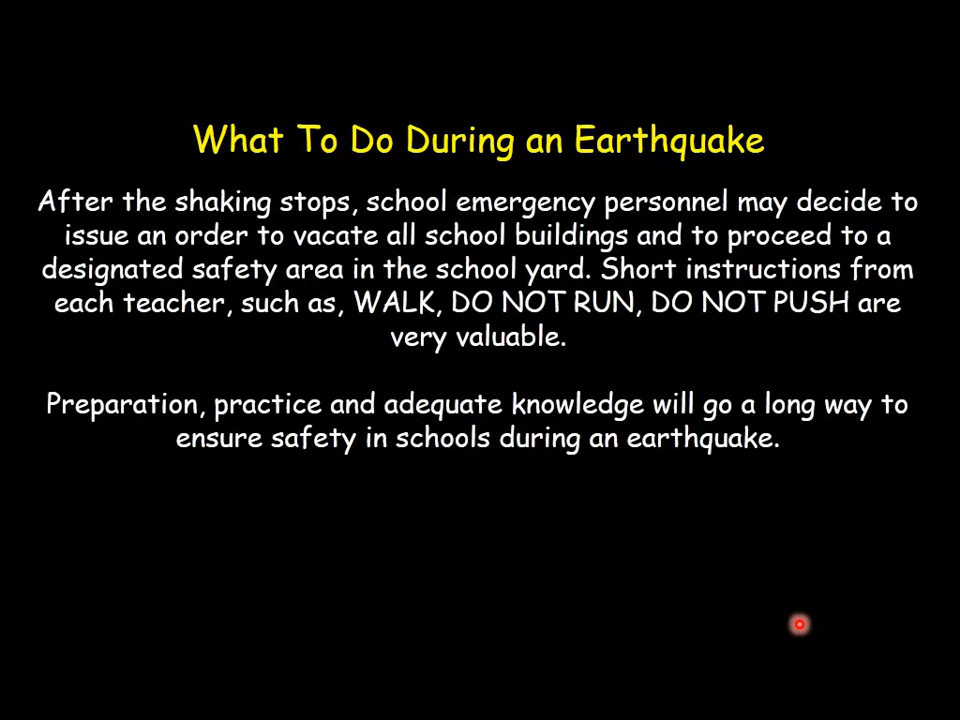 What To Do During an Earthquake
After the shaking stops, school emergency personnel may decide to
issue an order to vacate all school buildings and to proceed to a
designated safety area in the school yard. Short instructions from
each teacher, such as, WALK, DO NOT RUN, DO NOT PUSH are
very valuable.
Preparation, practice and adequate knowledge will go a long way to
ensure safety in schools during an earthquake.